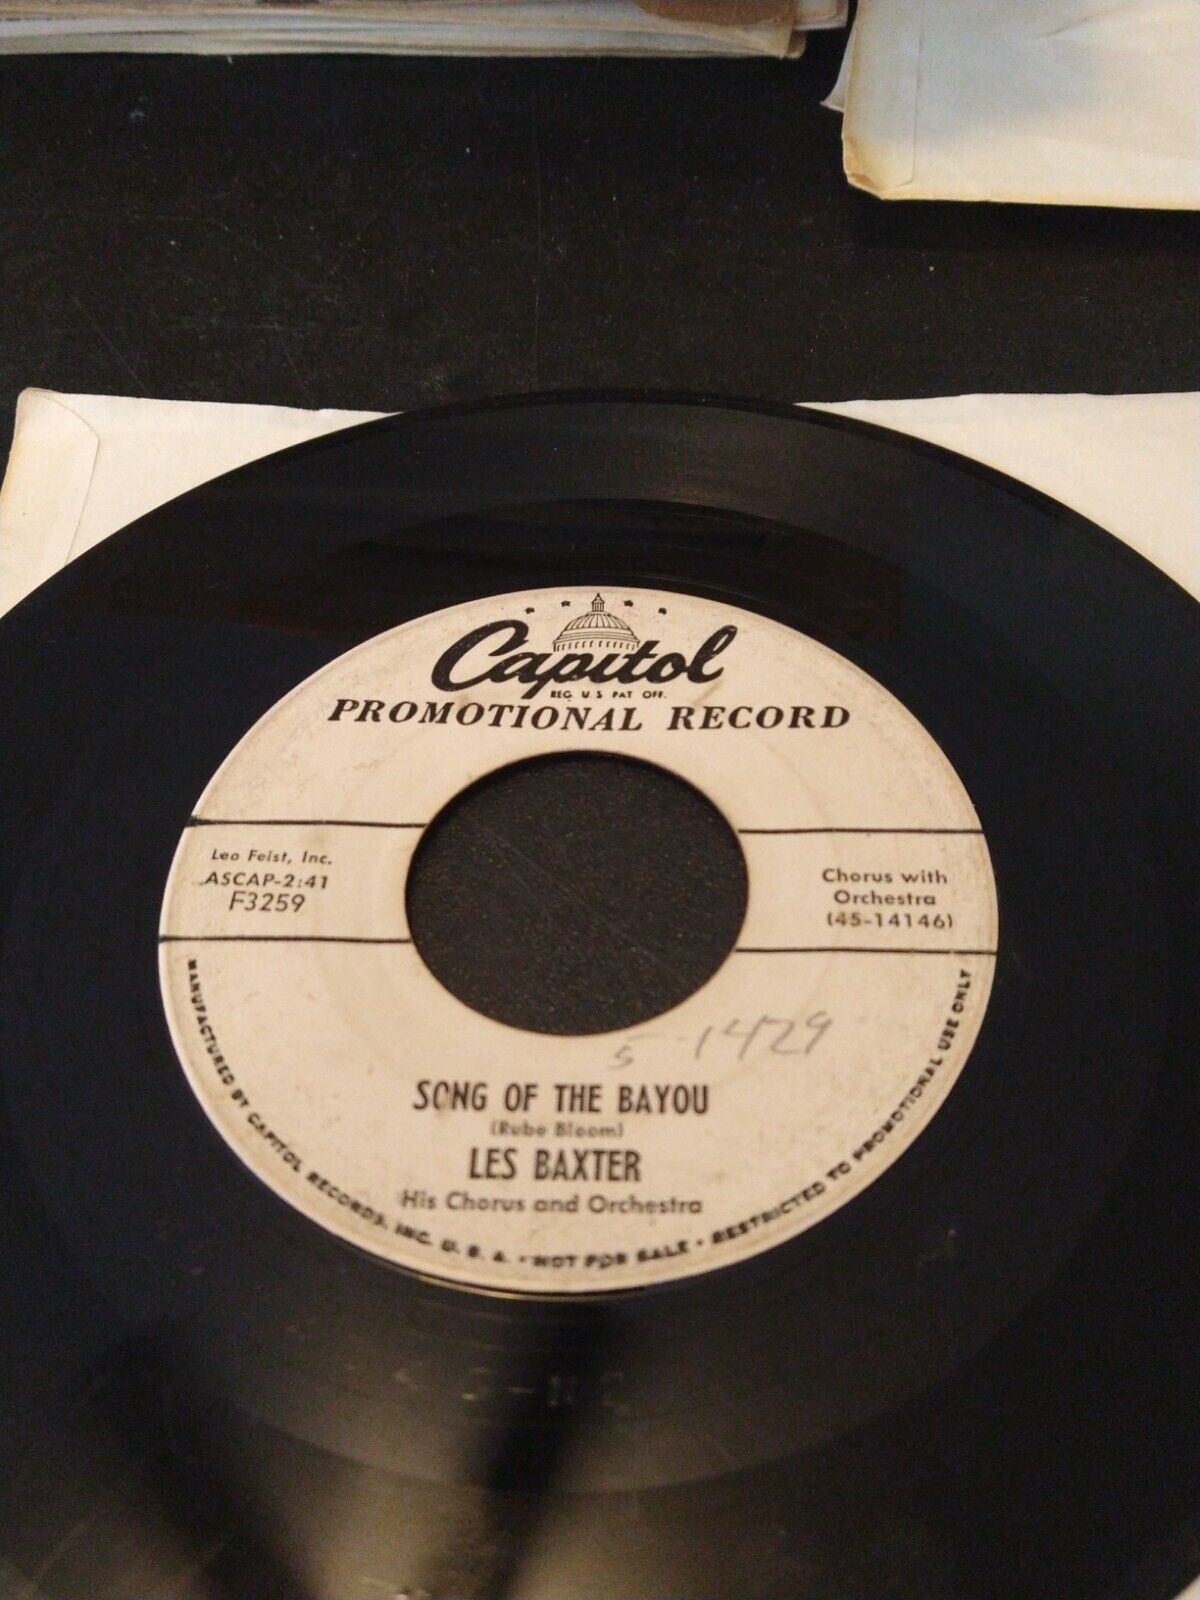 Capitol
REG. U.S. PAT. OFF.
PROMOTIONAL RECORD
Leo Feist, Inc.
ASCAP-2:41
F3259
Chorus with
Orchestra
(45-14146)
5 1429
SONG OF THE BAYOU
(Rube Bloom)
LES BAXTER
His Chorus and Orchestra
MANUFACTURED BY CAPITOL RECORDS, INC. U. S. A. • NOT FOR SALE • RESTRICTED TO PROMOTIONAL USE ONLY